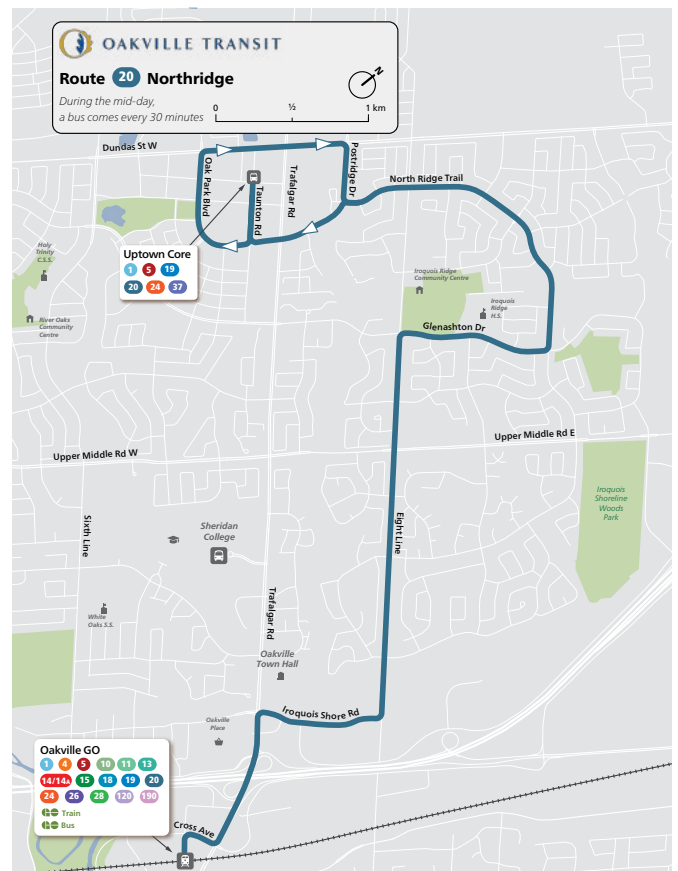 OAKVILLE TRANSIT
Route 20 Northridge
During the mid-day,
a bus comes every 30 minutes
N
0 ½ 1 km
Dundas St W
Oak Park Blvd
Taunton Rd
Trafalgar Rd
Postridge Dr
North Ridge Trail
Holy
Trinity
C.S.S.
Uptown Core
1 5 19
20 24 37
River Oaks
Community
Centre
Iroquois Ridge
Community Centre
Iroquois
Ridge
H.S.
Glenashton Dr
Upper Middle Rd W
Upper Middle Rd E
Iroquois
Shoreline
Woods
Park
Sixth Line
Sheridan
College
Eight Line
White
Oaks S.S.
Trafalgar Rd
Oakville
Town Hall
Iroquois Shore Rd
Oakville
Place
Oakville GO
1 4 5 10 11 13
14/14A 15 18 19 20
24 26 28 120 190
GO Train
GO Bus
Cross Ave